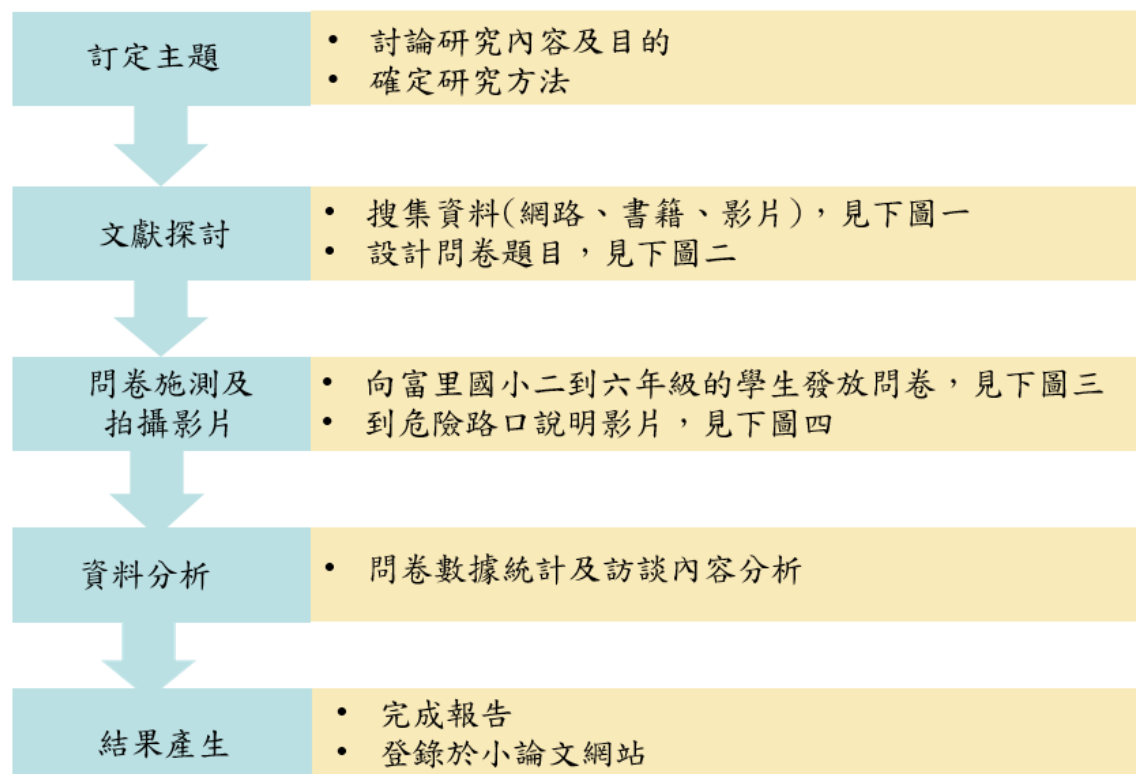 訂定主題
• 討論研究內容及目的
• 確定研究方法
文獻探討
• 搜集資料(網路、書籍、影片)，見下圖一
• 設計問卷題目，見下圖二
問卷施測及
拍攝影片
• 向富里國小二到六年級的學生發放問卷，見下圖三
• 到危險路口說明影片，見下圖四
資料分析
• 問卷數據統計及訪談內容分析
結果產生
• 完成報告
• 登錄於小論文網站